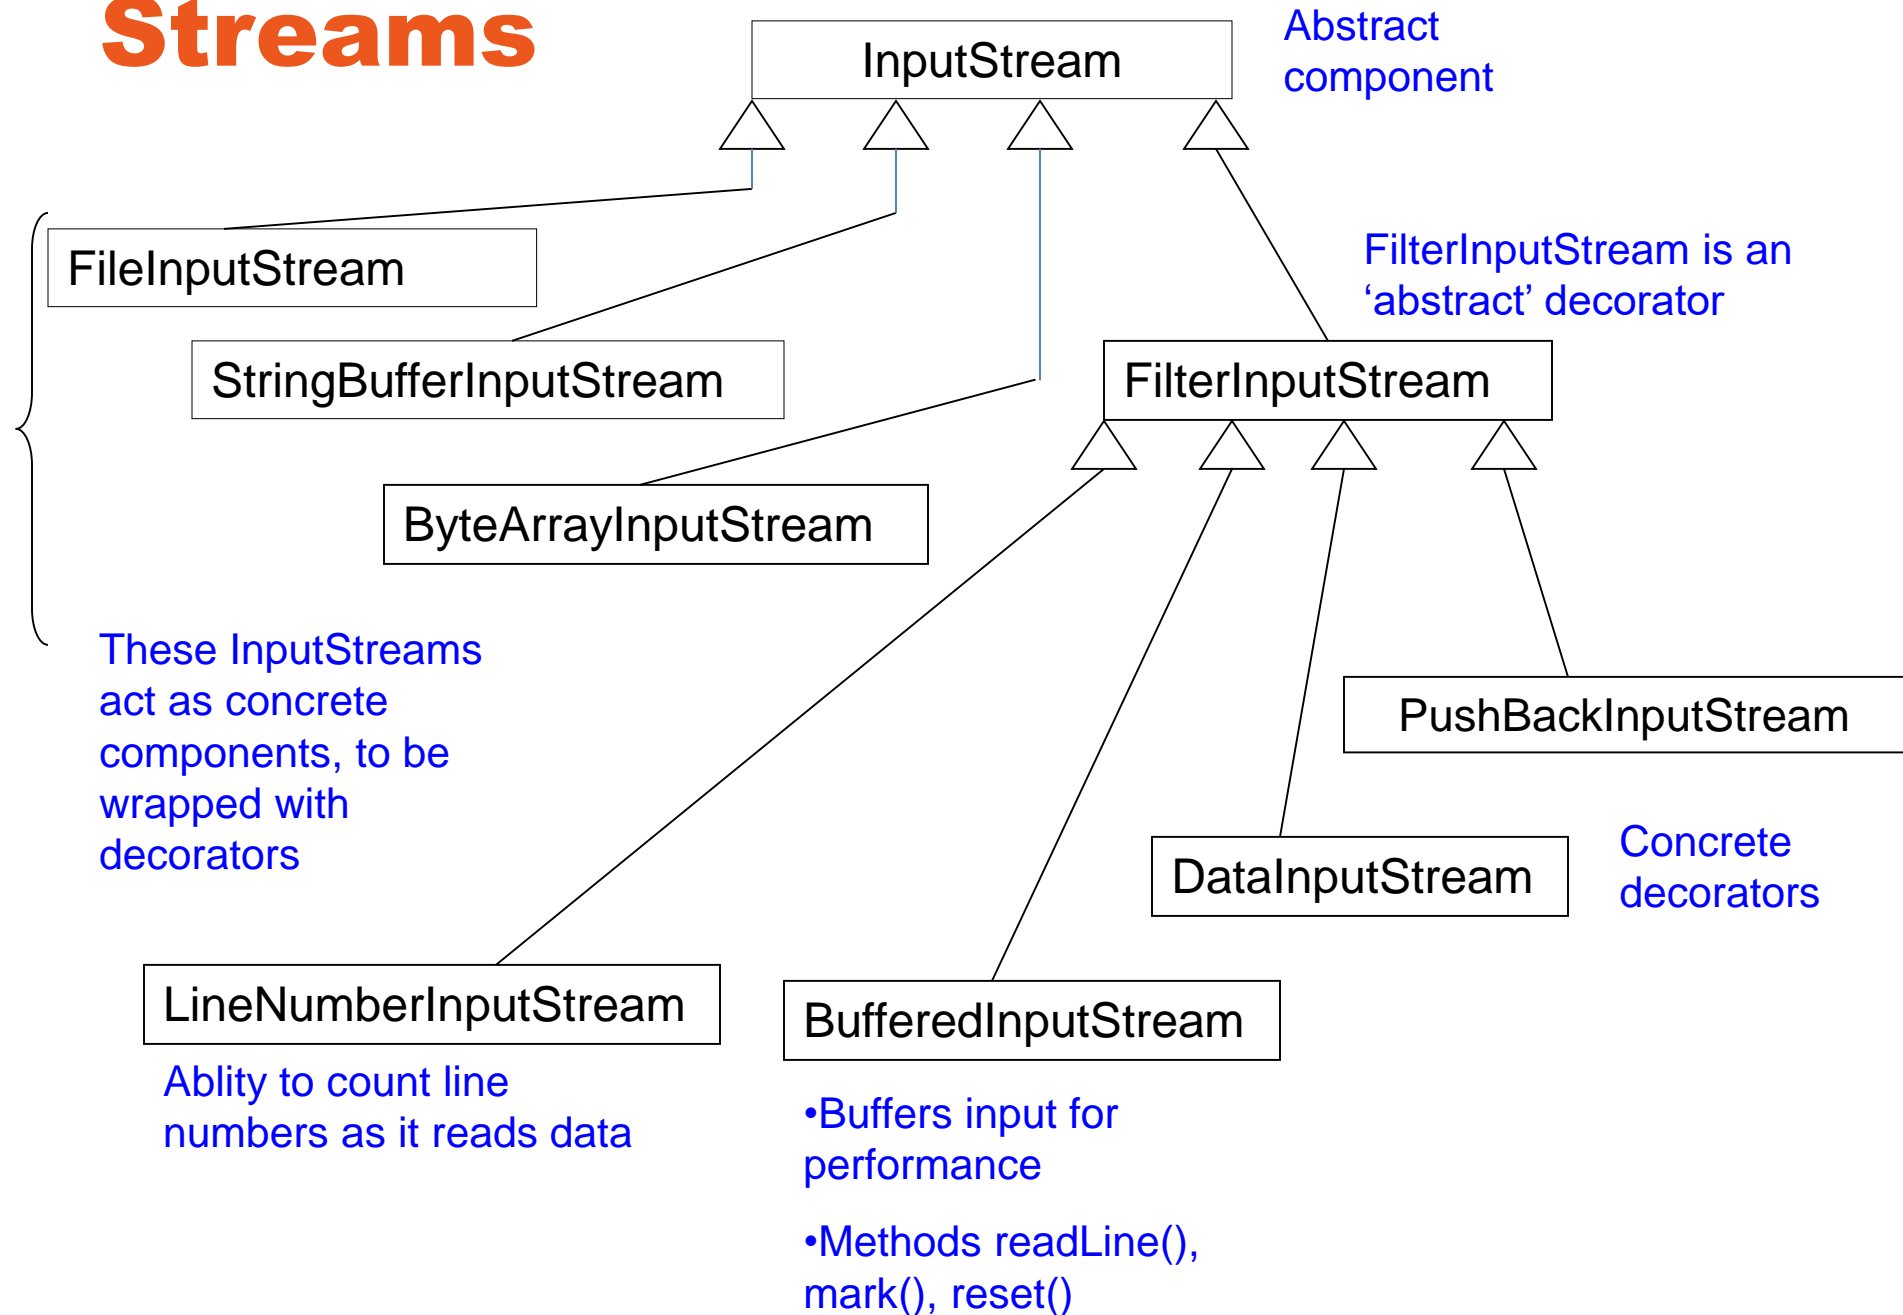 Streams
InputStream
Abstract
component
FileInputStream
FilterInputStream is an
‘abstract’ decorator
StringBufferInputStream
FilterInputStream
ByteArrayInputStream
These InputStreams
act as concrete
components, to be
wrapped with
decorators
PushBackInputStream
DataInputStream
Concrete
decorators
LineNumberInputStream
Ablity to count line
numbers as it reads data
BufferedInputStream
•Buffers input for
performance
•Methods readLine(),
mark(), reset()